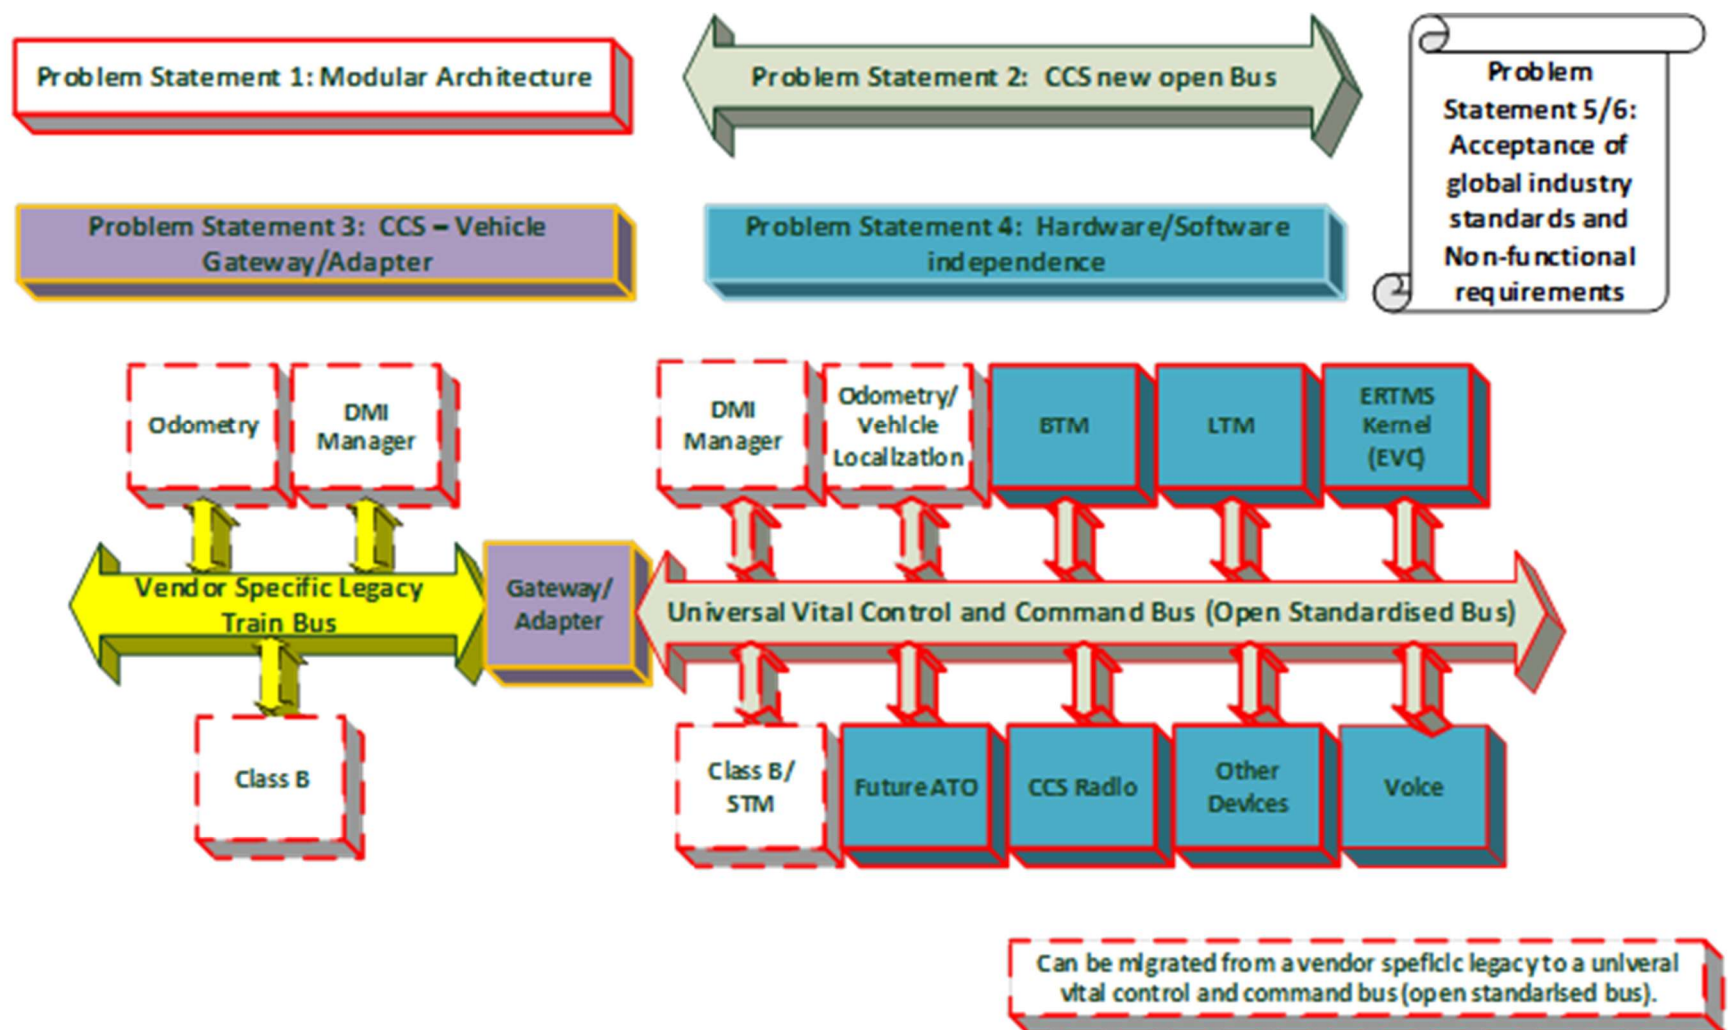 Problem Statement 1: Modular Architecture
Problem Statement 2: CCS new open Bus
Problem
Statement 5/6:
Acceptance of
global industry
standards and
Non-functional
requirements
Problem Statement 3: CCS – Vehicle
Gateway/Adapter
Problem Statement 4: Hardware/Software
independence
Odometry
DMI
Manager
DMI
Manager
Odometry/
Vehicle
Localization
BTM
LTM
ERTMS
Kernel
(EVC)
Vendor Specific Legacy
Train Bus
Gateway/
Adapter
Universal Vital Control and Command Bus (Open Standardised Bus)
Class B
Class B/
STM
Future ATO
CCS Radio
Other
Devices
Voice
Can be migrated from a vendor speficic legacy to a univeral
vital control and command bus (open standarised bus).